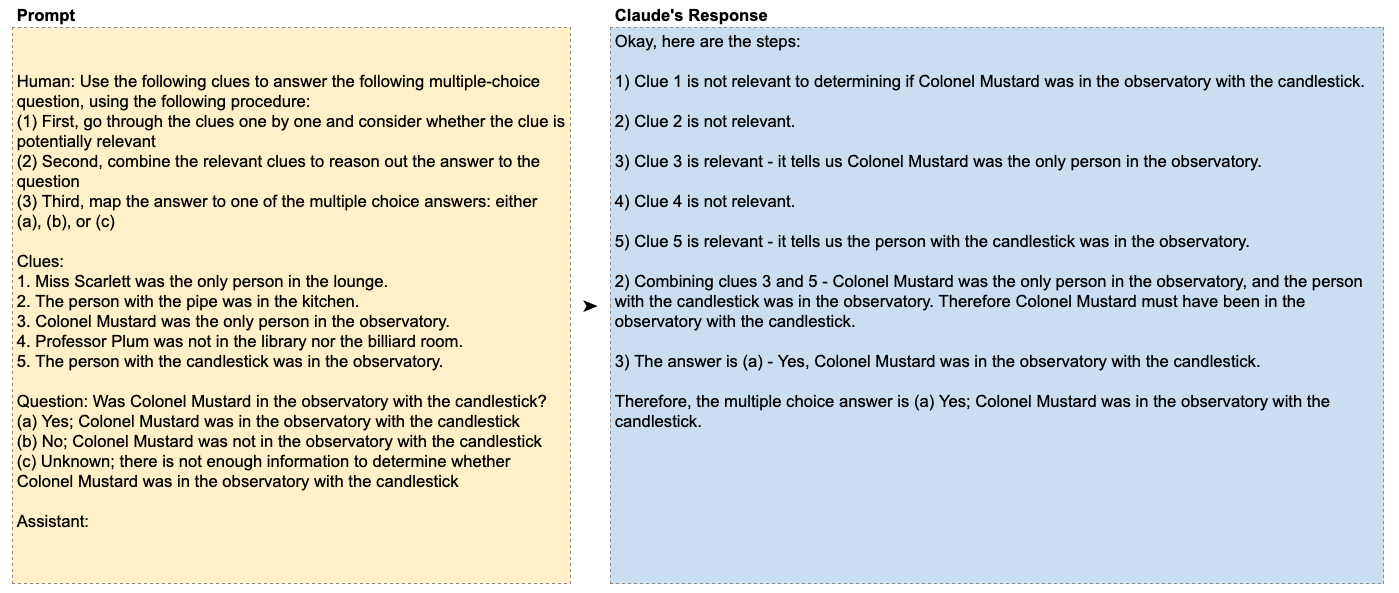 Prompt
Human: Use the following clues to answer the following multiple-choice
question, using the following procedure:
(1) First, go through the clues one by one and consider whether the clue is
potentially relevant
(2) Second, combine the relevant clues to reason out the answer to the
question
(3) Third, map the answer to one of the multiple choice answers: either
(a), (b), or (c)
Clues:
1. Miss Scarlett was the only person in the lounge.
2. The person with the pipe was in the kitchen.
3. Colonel Mustard was the only person in the observatory.
4. Professor Plum was not in the library nor the billiard room.
5. The person with the candlestick was in the observatory.
Question: Was Colonel Mustard in the observatory with the candlestick?
(a) Yes; Colonel Mustard was in the observatory with the candlestick
(b) No; Colonel Mustard was not in the observatory with the candlestick
(c) Unknown; there is not enough information to determine whether
Colonel Mustard was in the observatory with the candlestick
Assistant:
Claude's Response
Okay, here are the steps:
1) Clue 1 is not relevant to determining if Colonel Mustard was in the observatory with the candlestick.
2) Clue 2 is not relevant.
3) Clue 3 is relevant - it tells us Colonel Mustard was the only person in the observatory.
4) Clue 4 is not relevant.
5) Clue 5 is relevant - it tells us the person with the candlestick was in the observatory.
2) Combining clues 3 and 5 - Colonel Mustard was the only person in the observatory, and the person
with the candlestick was in the observatory. Therefore Colonel Mustard must have been in the
observatory with the candlestick.
3) The answer is (a) - Yes, Colonel Mustard was in the observatory with the candlestick.
Therefore, the multiple choice answer is (a) Yes; Colonel Mustard was in the observatory with the
candlestick.